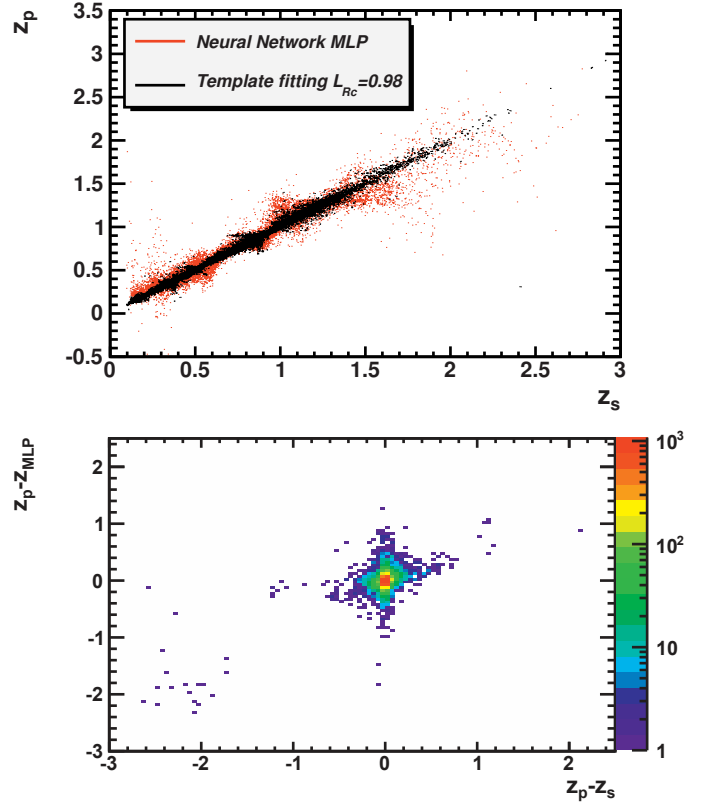 z_p
3.5
Neural Network MLP
3
Template fitting L_Rc=0.98
2.5
2
1.5
1
0.5
0
-0.5
0 0.5 1 1.5 2 2.5 3
z_s
z_p-z_MLP
2
1
0
-1
-2
-3
10^3
10^2
10
1
-3 -2 -1 0 1 2
z_p-z_s